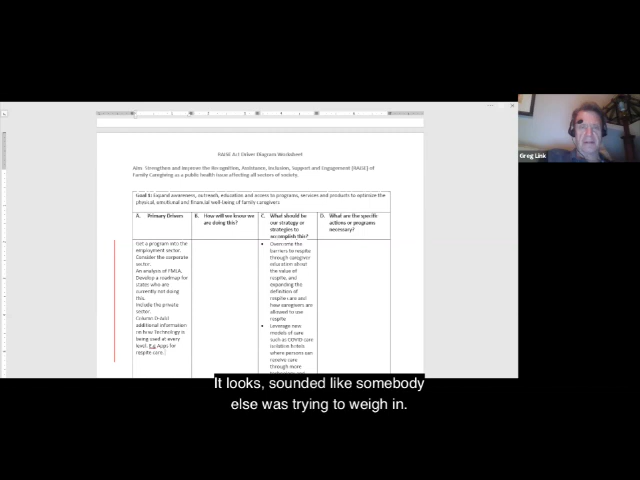 RAISE Act Driver Diagram Worksheet
Aim: Strengthen and improve the Recognition, Assistance, Inclusion, Support and Engagement (RAISE) of
Family Caregiving as a public health issue affecting all sectors of society.
Goal 1: Expand awareness, outreach, education and access to programs, services and products to optimize the
physical, emotional and financial well-being of family caregivers
A. Primary Drivers
B. How will we know we
are doing this?
C. What should be
our strategy or
strategies to
accomplish this?
D. What are the specific
actions or programs
necessary?
Get a program into the
employment sector.
Consider the corporate
sector.
An analysis of FMLA.
Develop a roadmap for
states who are
currently not doing
this.
Include the private
sector.
Column D-Add
additional information
on how Technology is
being used at every
level. E.g Apps for
respite care.
• Overcome the
barriers to respite
through caregiver
education about
the value of
respite, and
expanding the
definition of
respite care and
how caregivers are
allowed to use
respite
• Leverage new
models of care
such as COVID care
isolation hotels
where persons can
receive care
through more
Greg Link
It looks, sounded like somebody
else was trying to weigh in.